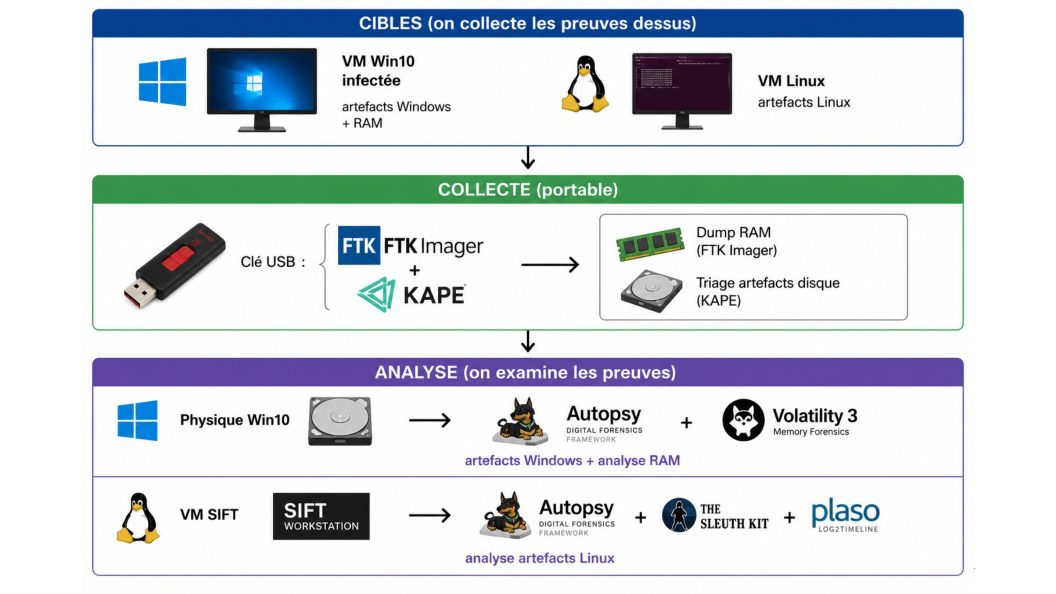 CIBLES (on collecte les preuves dessus)
VM Win10
infectée
artefacts Windows
+ RAM
VM Linux
artefacts Linux
COLLECTE (portable)
Clé USB :
FTK FTK Imager
+
KAPE
Dump RAM
(FTK Imager)
Triage artefacts disque
(KAPE)
ANALYSE (on examine les preuves)
Physique Win10
Autopsy
DIGITAL FORENSICS
FRAMEWORK
+
Volatility 3
Memory Forensics
artefacts Windows + analyse RAM
VM SIFT
SIFT
WORKSTATION
Autopsy
DIGITAL FORENSICS
FRAMEWORK
+
THE
SLEUTH KIT
+
plaso
LOG2TIMELINE
analyse artefacts Linux